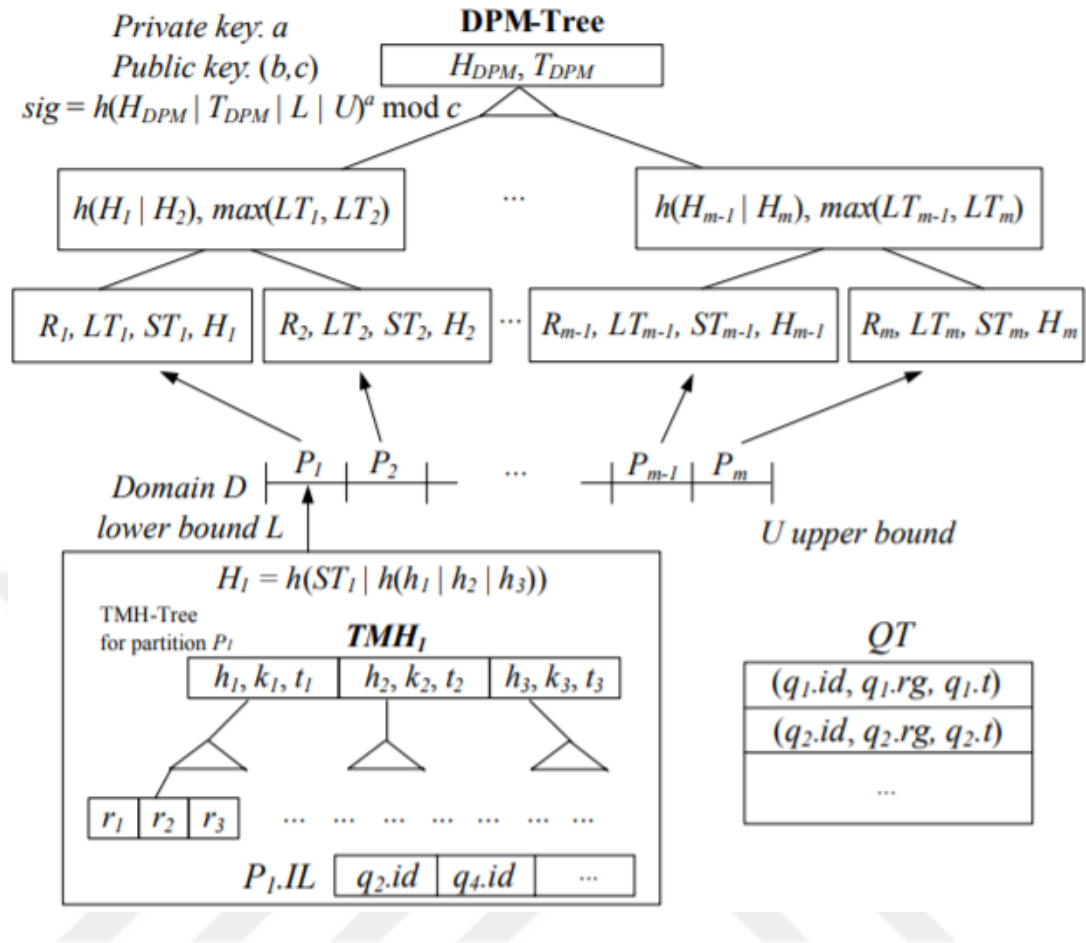 DPM-Tree
Private key: a
Public key: (b,c)
sig = h(H_DPM | T_DPM | L | U)^a mod c
H_DPM, T_DPM
h(H_1 | H_2), max(LT_1, LT_2)
...
h(H_m-1 | H_m), max(LT_m-1, LT_m)
R_1, LT_1, ST_1, H_1
R_2, LT_2, ST_2, H_2
...
R_m-1, LT_m-1, ST_m-1, H_m-1
R_m, LT_m, ST_m, H_m
P_1 P_2 ... P_m-1 P_m
Domain D
lower bound L
U upper bound
H_1 = h(ST_1 | h(h_1 | h_2 | h_3))
TMH-Tree
for partition P_1
TMH_1
h_1, k_1, t_1 h_2, k_2, t_2 h_3, k_3, t_3
r_1 r_2 r_3 ... ... ... ... ... ... ...
P_1.IL q_2.id q_4.id ...
QT
(q_1.id, q_1.rg, q_1.t)
(q_2.id, q_2.rg, q_2.t)
...